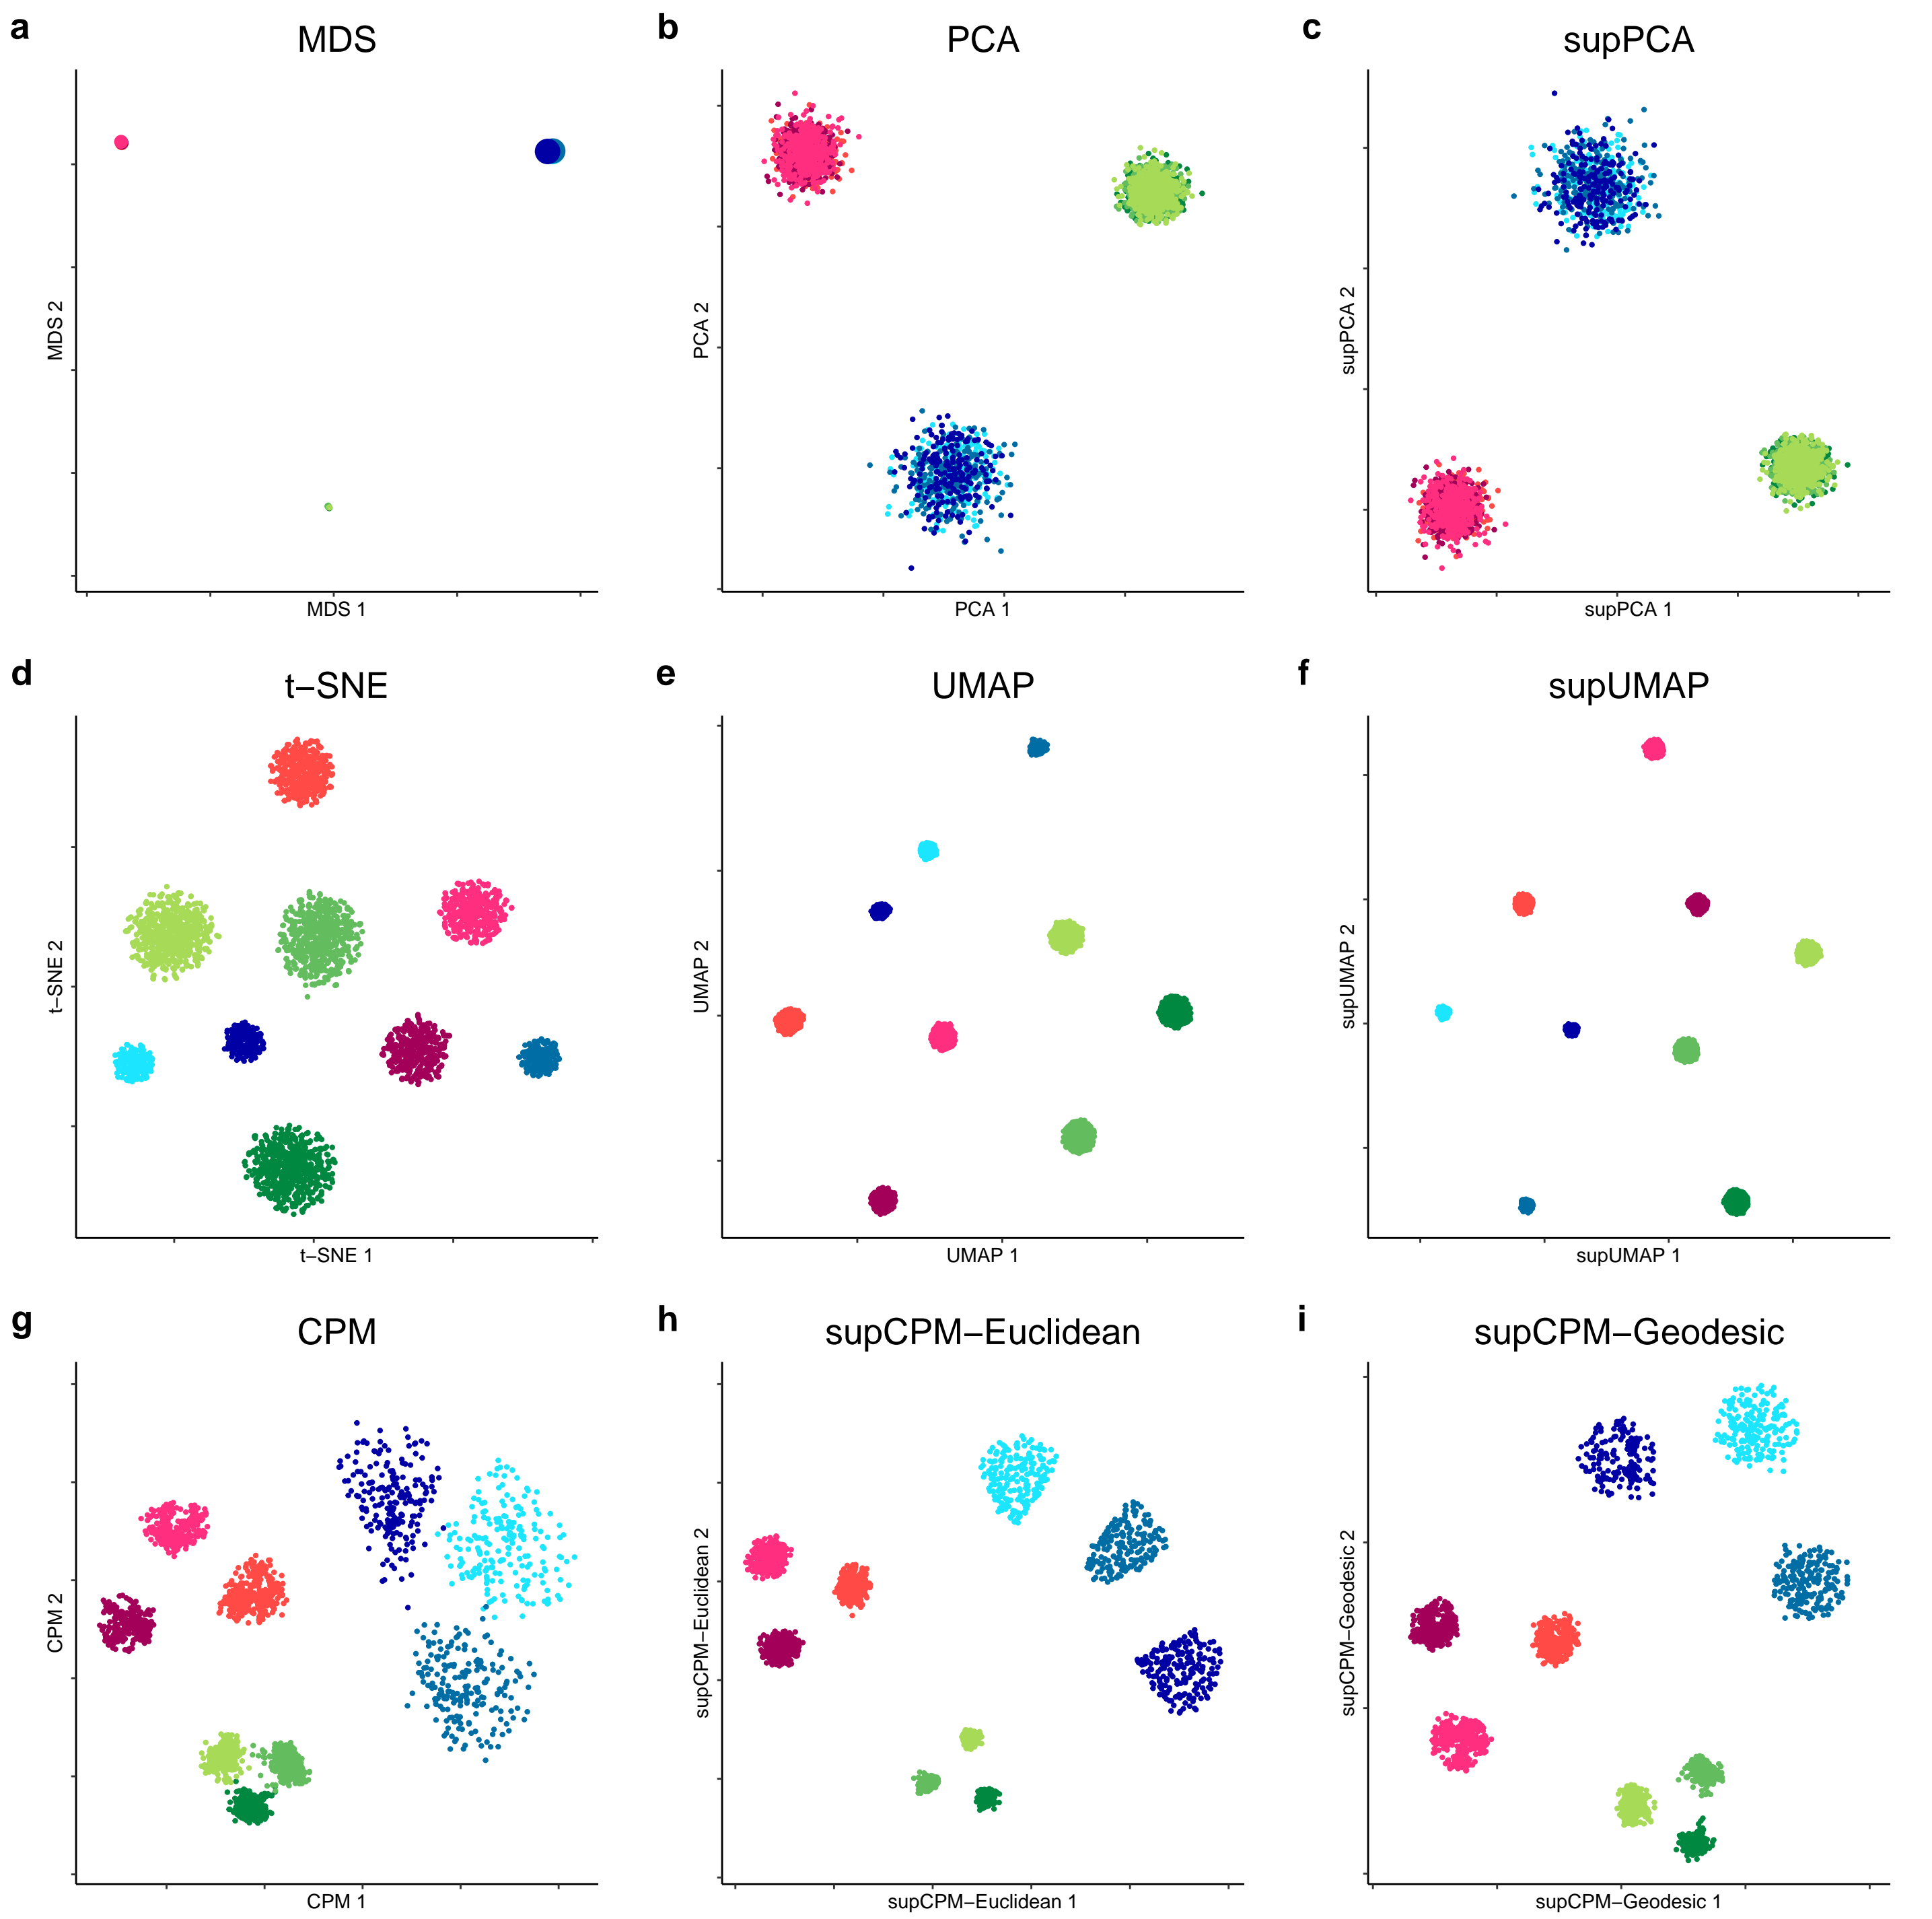 a
MDS
MDS 2
MDS 1
b
PCA
PCA 2
PCA 1
c
supPCA
supPCA 2
supPCA 1
d
t−SNE
t−SNE 2
t−SNE 1
e
UMAP
UMAP 2
UMAP 1
f
supUMAP
supUMAP 2
supUMAP 1
g
CPM
CPM 2
CPM 1
h
supCPM−Euclidean
supCPM−Euclidean 2
supCPM−Euclidean 1
i
supCPM−Geodesic
supCPM−Geodesic 2
supCPM−Geodesic 1